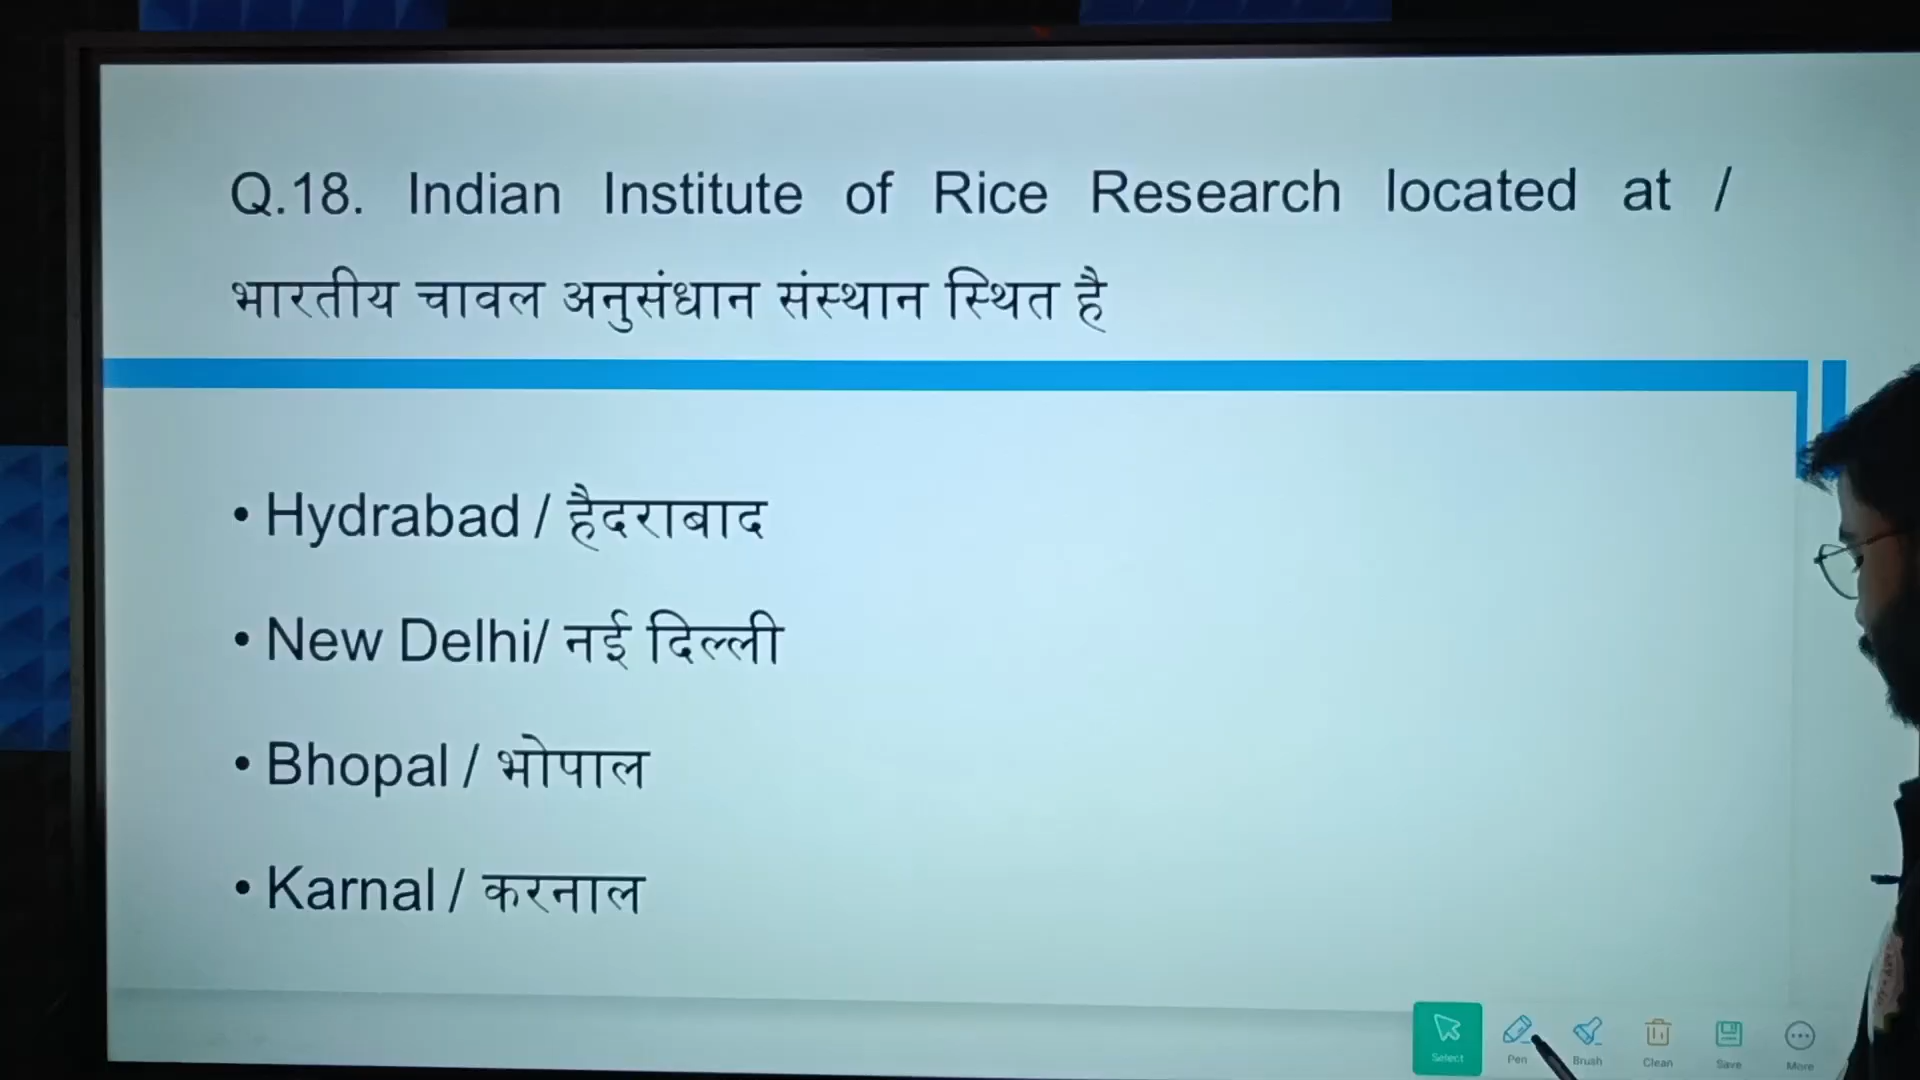 Q.18. Indian Institute of Rice Research located at /
भारतीय चावल अनुसंधान संस्थान स्थित है
• Hydrabad / हैदराबाद
• New Delhi/ नई दिल्ली
• Bhopal / भोपाल
• Karnal / करनाल
Select Pen Brush Clean Save More